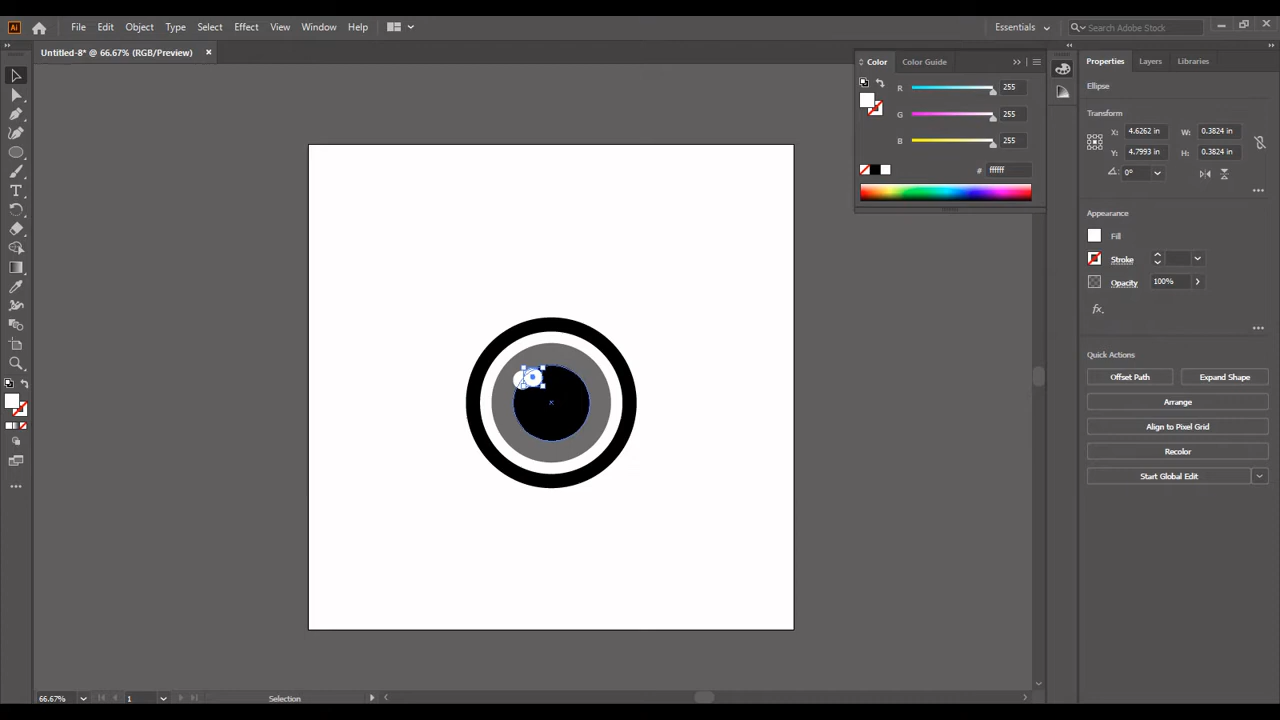 Ai File Edit Object Type Select Effect View Window Help Essentials Search Adobe Stock
Untitled-8* @ 66.67% (RGB/Preview) ×
Color Color Guide
R 255
G 255
B 255
# ffffff
Properties Layers Libraries
Ellipse
Transform
X: 4.6262 in W: 0.3824 in
Y: 4.7993 in H: 0.3824 in
0°
Appearance
Fill
Stroke
Opacity 100%
fx.
Quick Actions
Offset Path Expand Shape
Arrange
Align to Pixel Grid
Recolor
Start Global Edit
66.67% 1 Selection